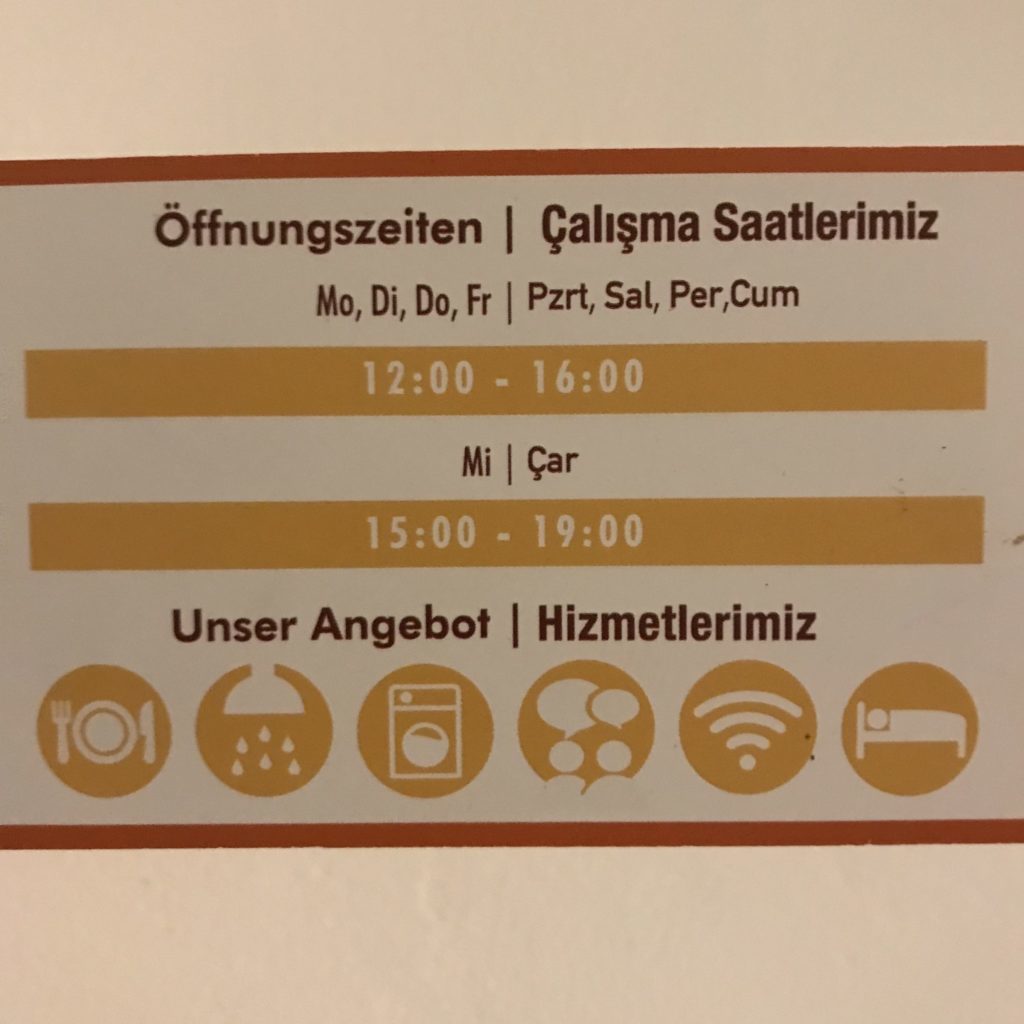 Öffnungszeiten | Çalışma Saatlerimiz
Mo, Di, Do, Fr | Pzrt, Sal, Per,Cum
12:00 - 16:00
Mi | Çar
15:00 - 19:00
Unser Angebot | Hizmetlerimiz